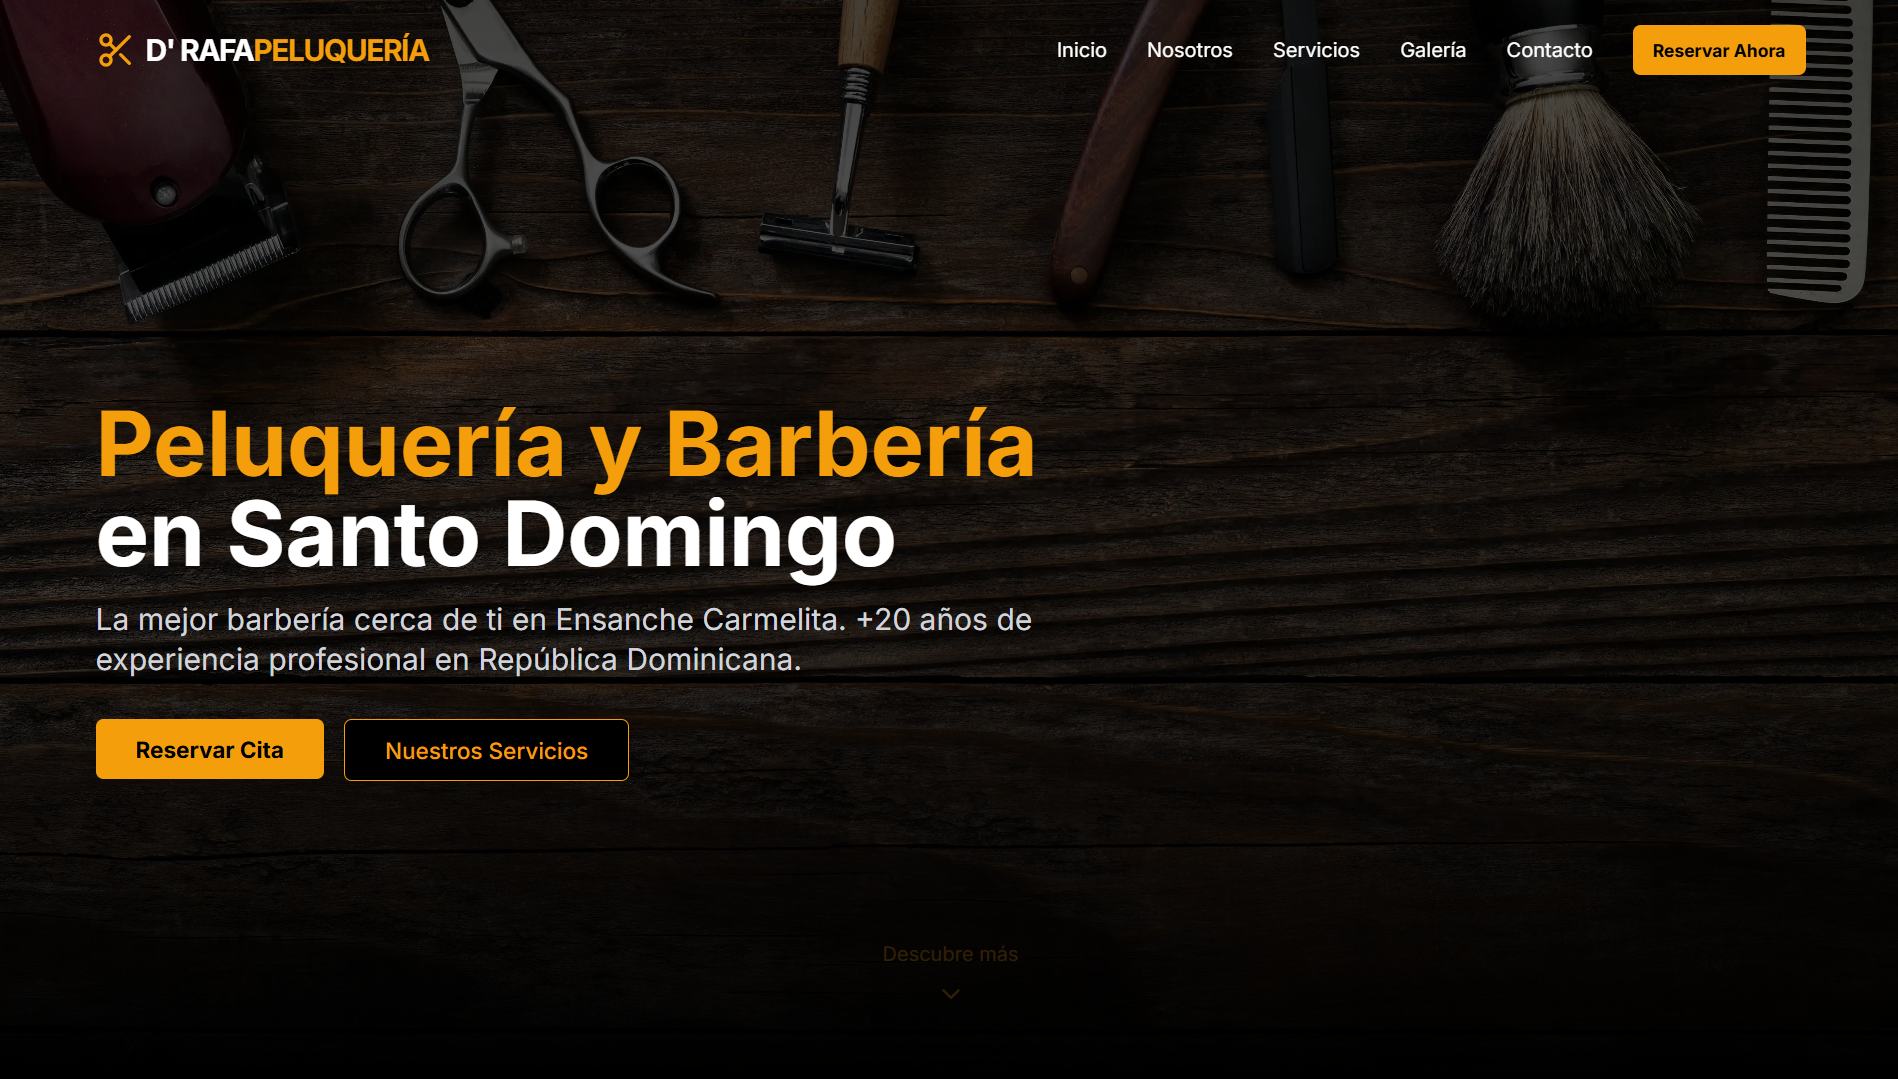 D' RAFAPELUQUERÍA
Inicio
Nosotros
Servicios
Galería
Contacto
Reservar Ahora
Peluquería y Barbería
en Santo Domingo
La mejor barbería cerca de ti en Ensanche Carmelita. +20 años de
experiencia profesional en República Dominicana.
Reservar Cita
Nuestros Servicios
Descubre más